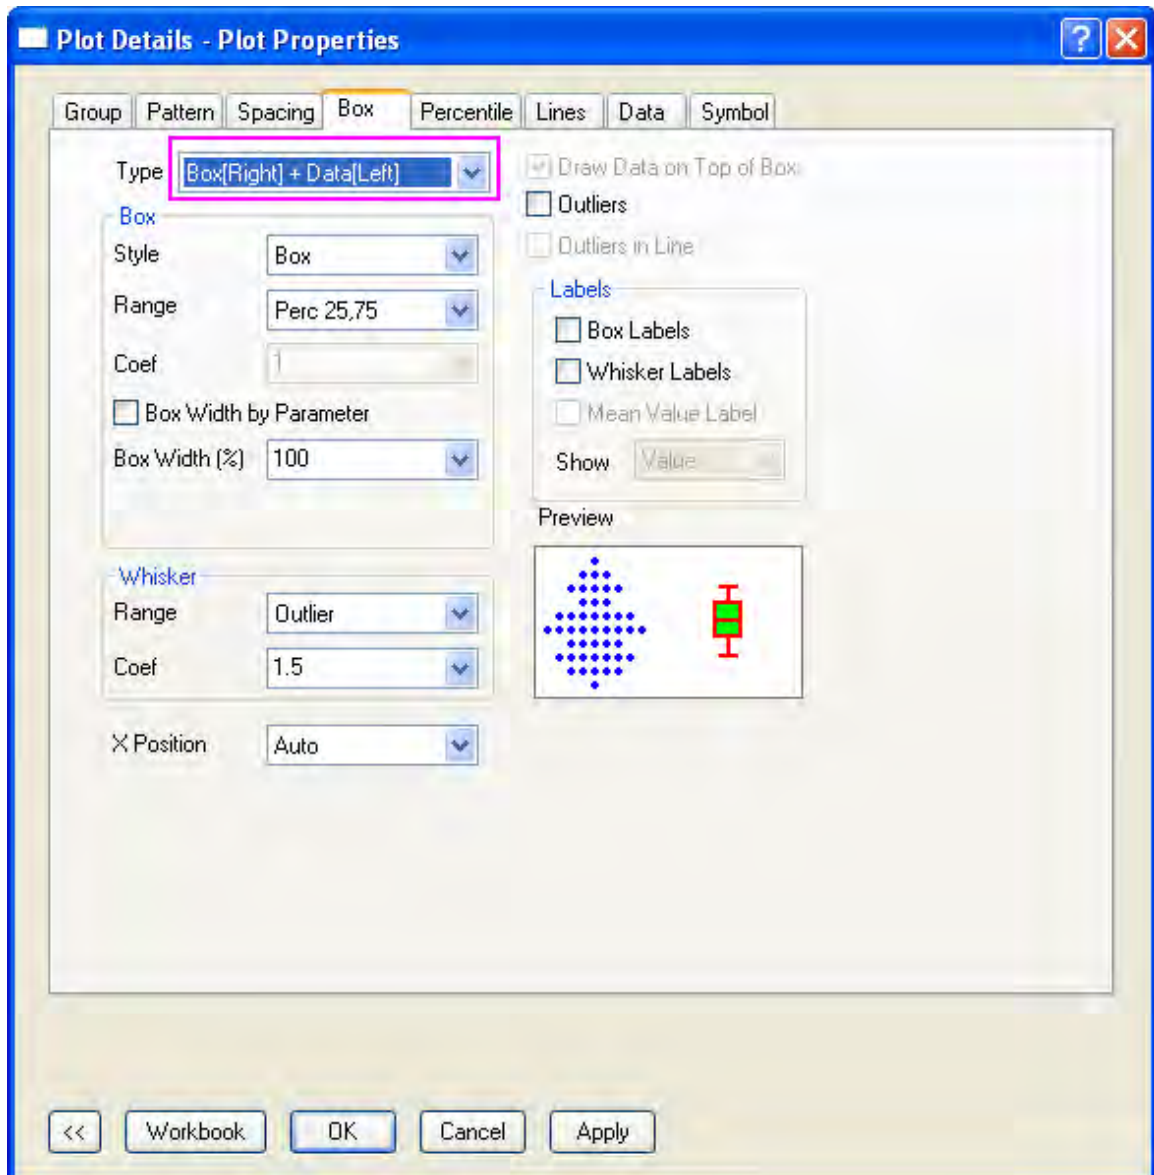 Plot Details - Plot Properties
Group Pattern Spacing Box Percentile Lines Data Symbol
Type Box[Right] + Data[Left]
Draw Data on Top of Box
Outliers
Outliers in Line
Box
Style Box
Range Perc 25,75
Coef 1
Box Width by Parameter
Box Width (%) 100
Labels
Box Labels
Whisker Labels
Mean Value Label
Show Value
Preview
Whisker
Range Outlier
Coef 1.5
X Position Auto
<< Workbook OK Cancel Apply